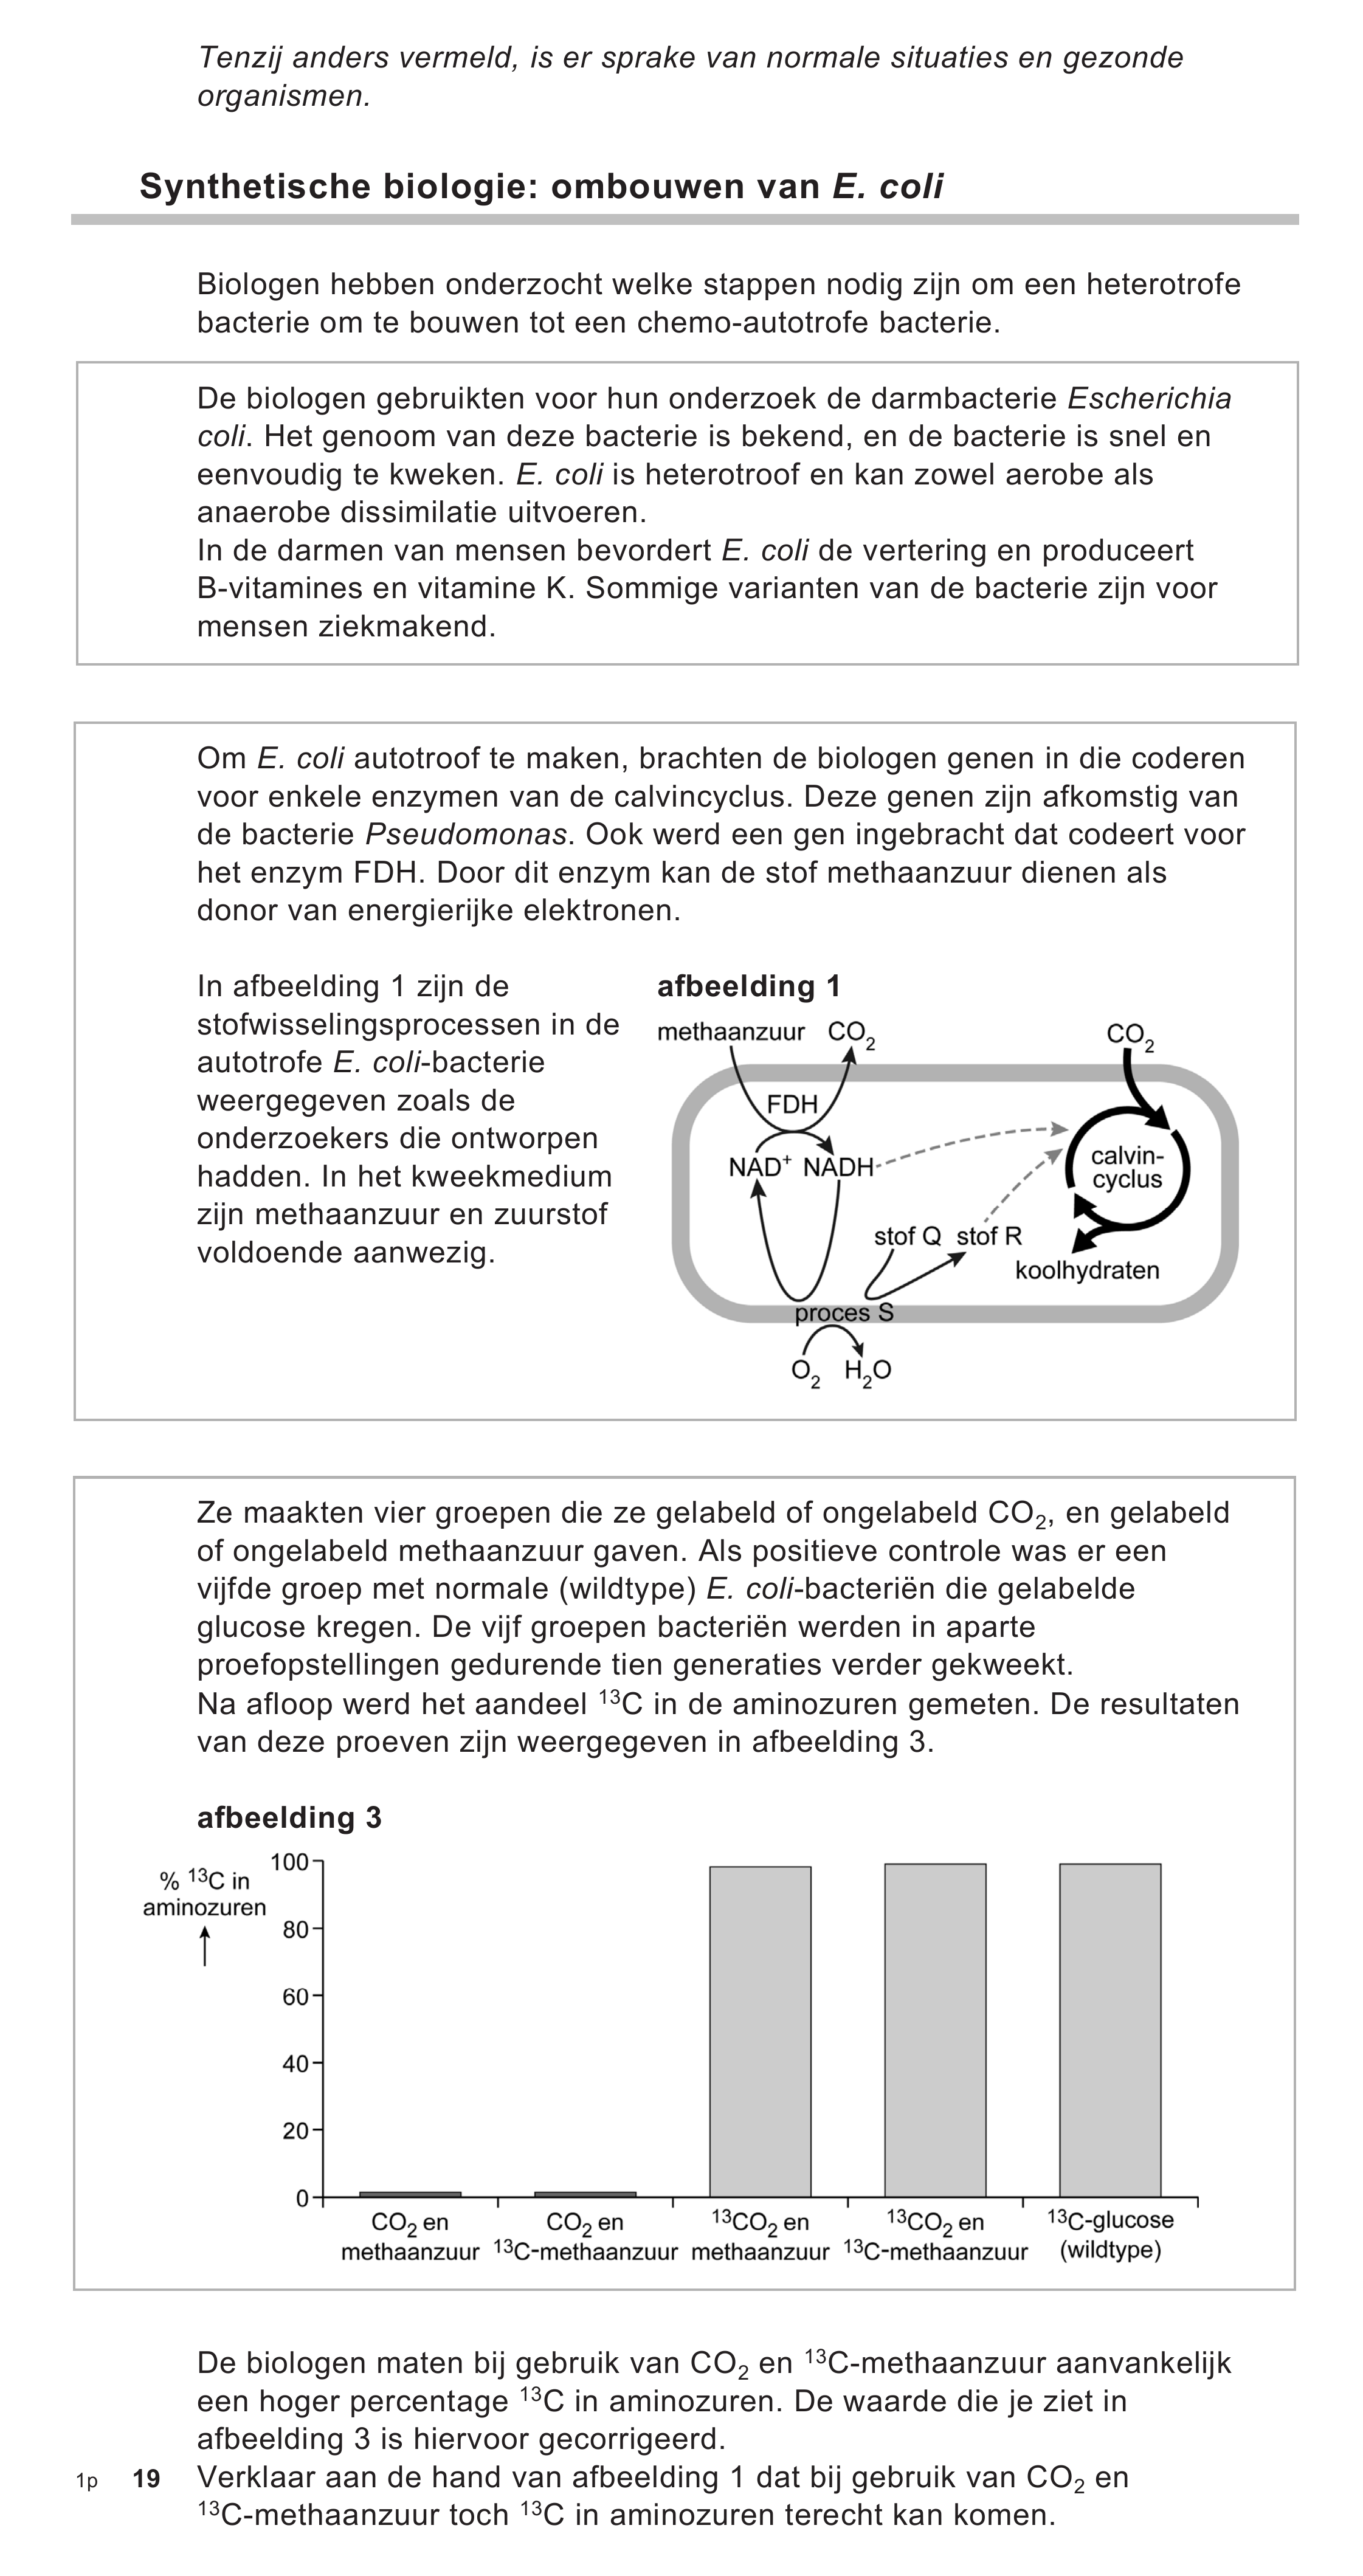 Tenzij anders vermeld, is er sprake van normale situaties en gezonde
organismen.
Synthetische biologie: ombouwen van E. coli
Biologen hebben onderzocht welke stappen nodig zijn om een heterotrofe
bacterie om te bouwen tot een chemo-autotrofe bacterie.
De biologen gebruikten voor hun onderzoek de darmbacterie Escherichia
coli. Het genoom van deze bacterie is bekend, en de bacterie is snel en
eenvoudig te kweken. E. coli is heterotroof en kan zowel aerobe als
anaerobe dissimilatie uitvoeren.
In de darmen van mensen bevordert E. coli de vertering en produceert
B-vitamines en vitamine K. Sommige varianten van de bacterie zijn voor
mensen ziekmakend.
Om E. coli autotroof te maken, brachten de biologen genen in die coderen
voor enkele enzymen van de calvincyclus. Deze genen zijn afkomstig van
de bacterie Pseudomonas. Ook werd een gen ingebracht dat codeert voor
het enzym FDH. Door dit enzym kan de stof methaanzuur dienen als
donor van energierijke elektronen.
In afbeelding 1 zijn de
stofwisselingsprocessen in de
autotrofe E. coli-bacterie
weergegeven zoals de
onderzoekers die ontworpen
hadden. In het kweekmedium
zijn methaanzuur en zuurstof
voldoende aanwezig.
afbeelding 1
methaanzuur CO₂
CO₂
FDH
NAD⁺ NADH
calvin-
cyclus
stof Q stof R
koolhydraten
proces S
O₂ H₂O
Ze maakten vier groepen die ze gelabeld of ongelabeld CO₂, en gelabeld
of ongelabeld methaanzuur gaven. Als positieve controle was er een
vijfde groep met normale (wildtype) E. coli-bacteriën die gelabelde
glucose kregen. De vijf groepen bacteriën werden in aparte
proefopstellingen gedurende tien generaties verder gekweekt.
Na afloop werd het aandeel ¹³C in de aminozuren gemeten. De resultaten
van deze proeven zijn weergegeven in afbeelding 3.
afbeelding 3
% ¹³C in
aminozuren
100
80
60
40
20
0
CO₂ en
methaanzuur
CO₂ en
¹³C-methaanzuur
¹³CO₂ en
methaanzuur
¹³CO₂ en
¹³C-methaanzuur
¹³C-glucose
(wildtype)
De biologen maten bij gebruik van CO₂ en ¹³C-methaanzuur aanvankelijk
een hoger percentage ¹³C in aminozuren. De waarde die je ziet in
afbeelding 3 is hiervoor gecorrigeerd.
1p 19 Verklaar aan de hand van afbeelding 1 dat bij gebruik van CO₂ en
¹³C-methaanzuur toch ¹³C in aminozuren terecht kan komen.